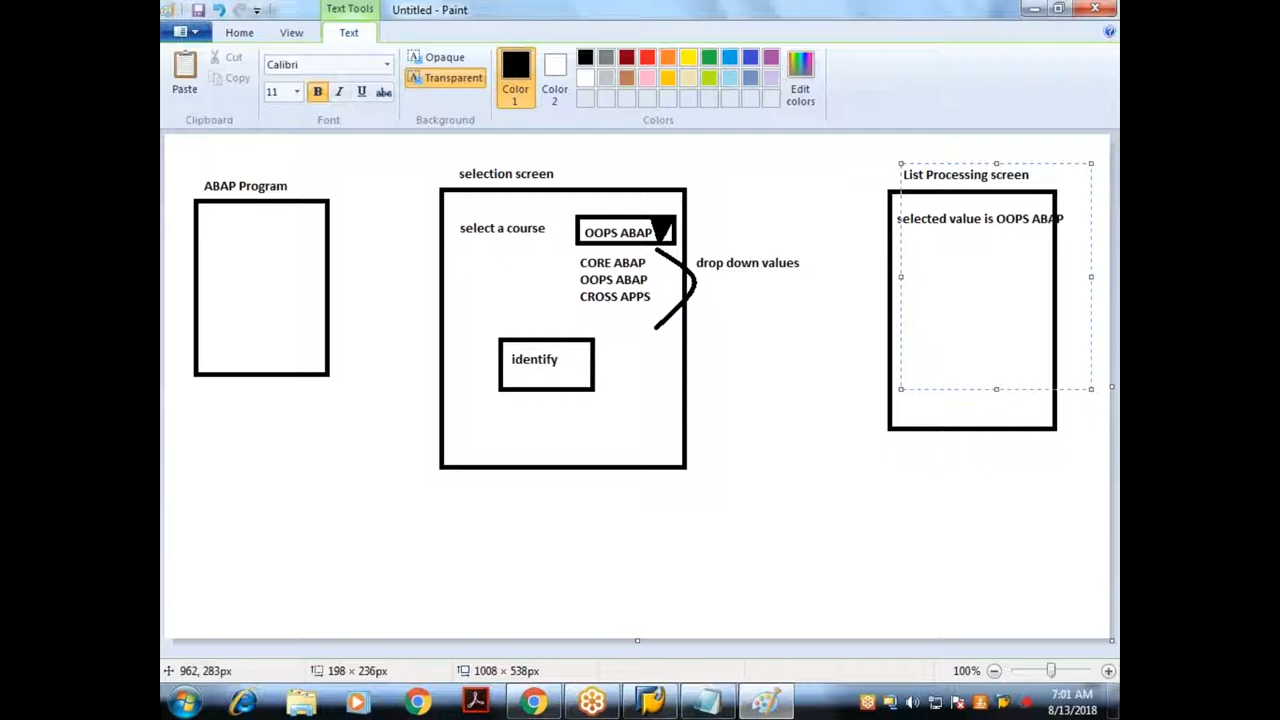 Text Tools
Untitled - Paint
Home
View
Text
Paste
Cut
Copy
Clipboard
Calibri
11
B
I
U
abc
Font
Opaque
Transparent
Background
Color
1
Color
2
Edit
colors
Colors
ABAP Program
selection screen
select a course
OOPS ABAP
CORE ABAP
OOPS ABAP
CROSS APPS
drop down values
identify
List Processing screen
selected value is OOPS ABAP
962, 283px
198 × 236px
1008 × 538px
100%
7:01 AM
8/13/2018